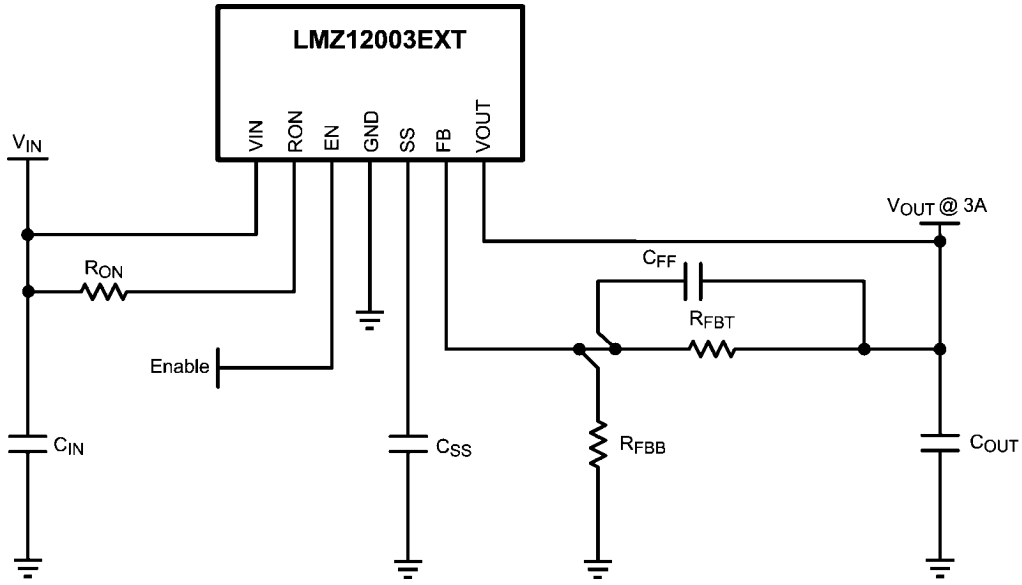 LMZ12003EXT
VIN
RON
EN
GND
SS
FB
VOUT
VIN
VOUT @ 3A
CFF
RON
RFBT
Enable
CIN
CSS
RFBB
COUT